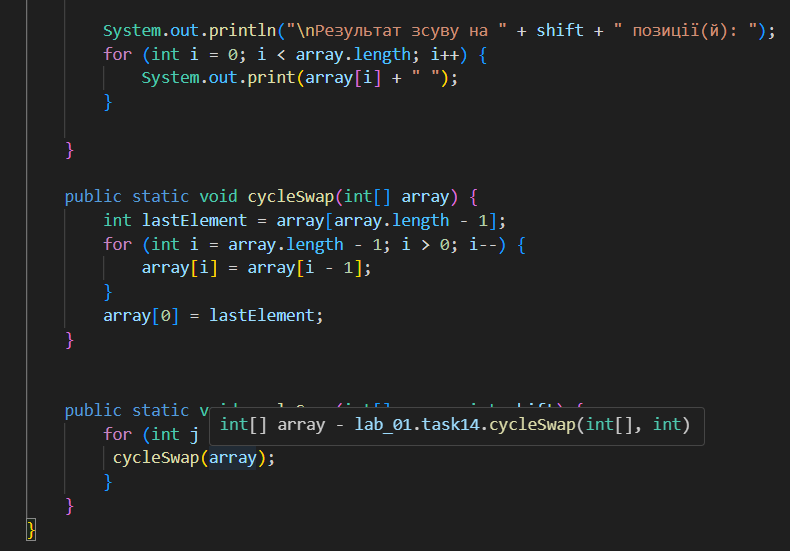 System.out.println("\nРезультат зсуву на " + shift + " позиції(й): ");
for (int i = 0; i < array.length; i++) {
System.out.print(array[i] + " ");
}
}
public static void cycleSwap(int[] array) {
int lastElement = array[array.length - 1];
for (int i = array.length - 1; i > 0; i--) {
array[i] = array[i - 1];
}
array[0] = lastElement;
}
public static
int[] array - lab_01.task14.cycleSwap(int[], int)
for (int j
cycleSwap(array);
}
}
}